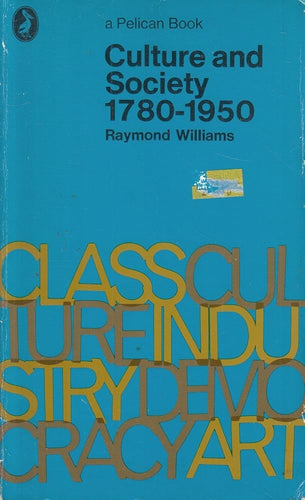 a Pelican Book
Culture and
Society
1780-1950
Raymond Williams
CLASSCUL
TUREINDU
STRYDEMO
CRACYART